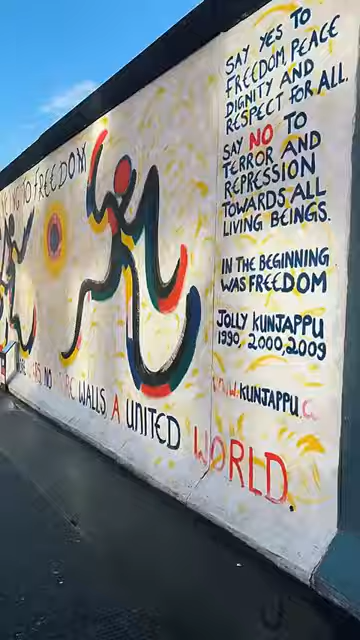 TO FREEDOM
SAY YES TO
FREEDOM, PEACE
DIGNITY AND
RESPECT FOR ALL.
SAY NO TO
TERROR AND
REPRESSION
TOWARDS ALL
LIVING BEINGS.
IN THE BEGINNING
WAS FREEDOM
JOLLY KUNJAPPU
1990, 2000, 2009
KUNJAPPU.
NO WALLS. A UNITED WORLD.